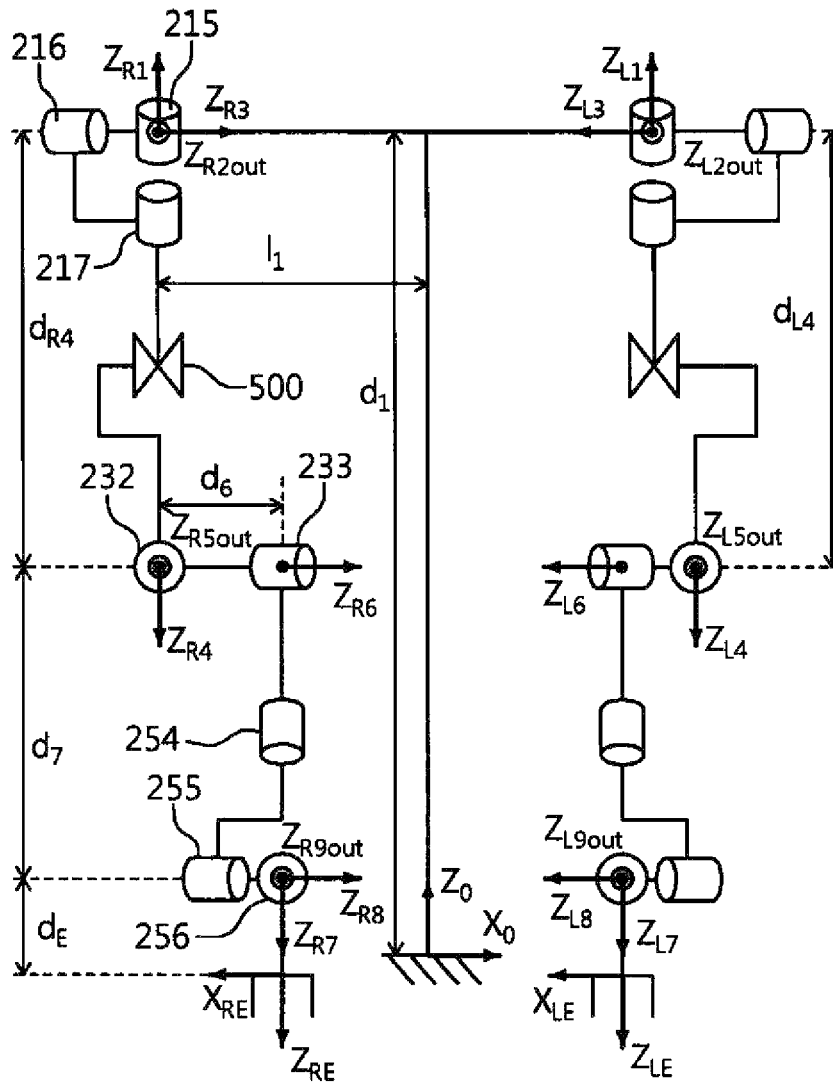 216
215
Z_R1
Z_L1
Z_R3
Z_L3
Z_R2out
Z_L2out
217
l_1
d_R4
d_L4
500
d_1
232
233
d_6
Z_R5out
Z_L5out
Z_R6
Z_L6
Z_R4
Z_L4
254
d_7
255
Z_R9out
Z_L9out
Z_R8
Z_0
Z_L8
256
Z_R7
X_0
Z_L7
d_E
X_RE
X_LE
Z_RE
Z_LE